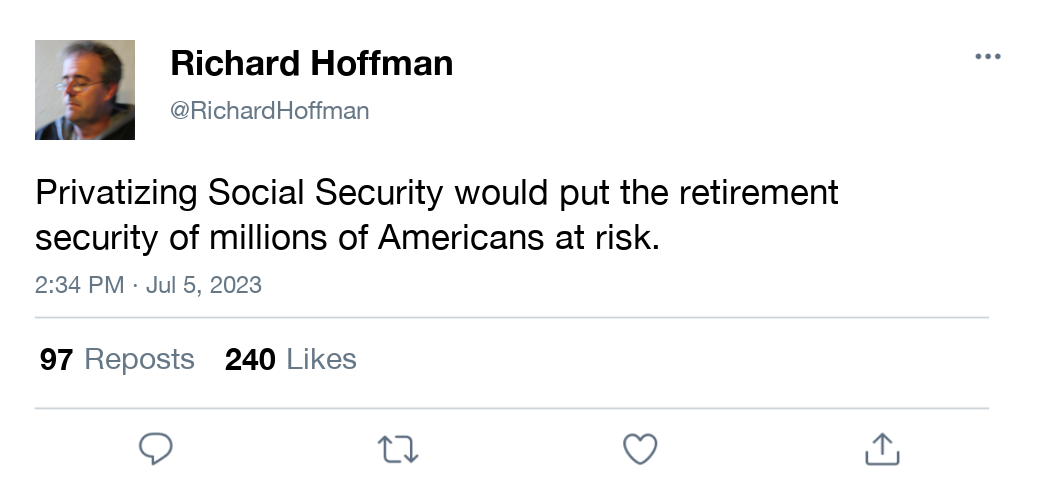 Richard Hoffman
@RichardHoffman
Privatizing Social Security would put the retirement
security of millions of Americans at risk.
2:34 PM · Jul 5, 2023
97 Reposts 240 Likes